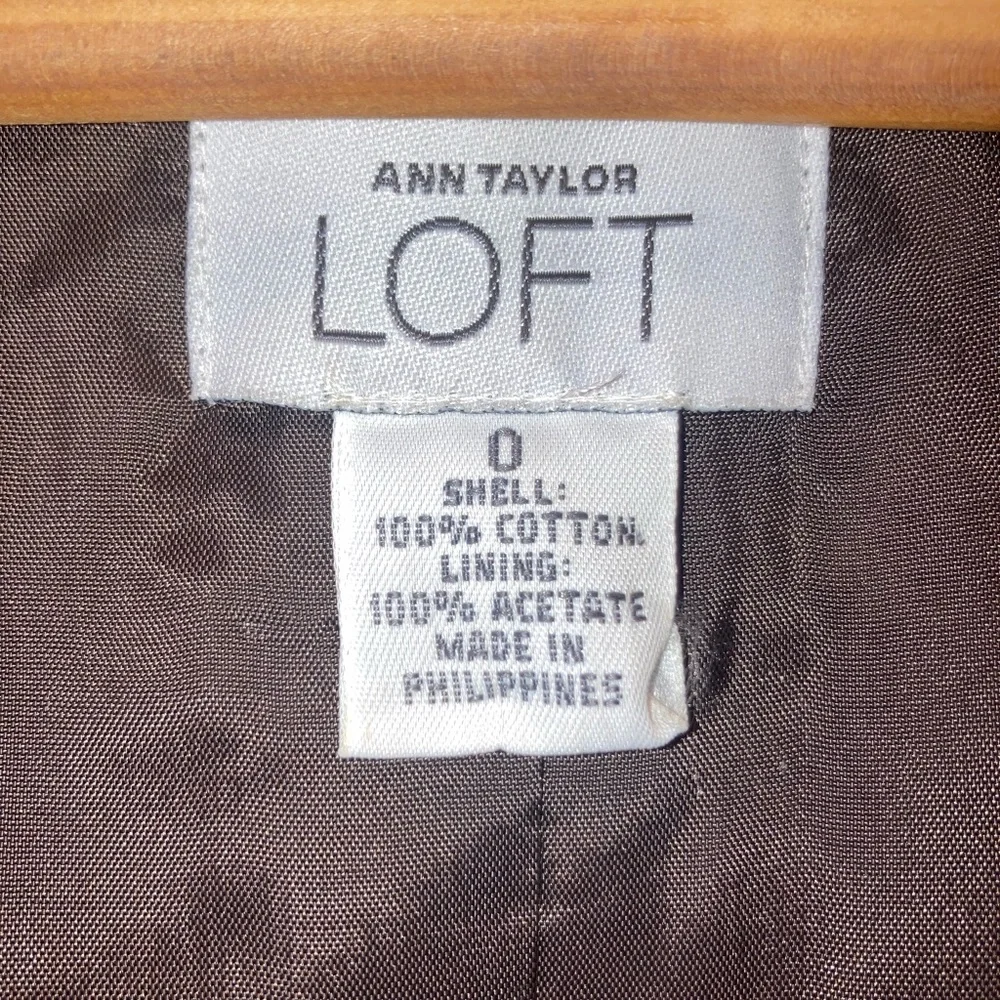 ANN TAYLOR
LOFT
0
SHELL:
100% COTTON.
LINING:
100% ACETATE
MADE IN
PHILIPPINES